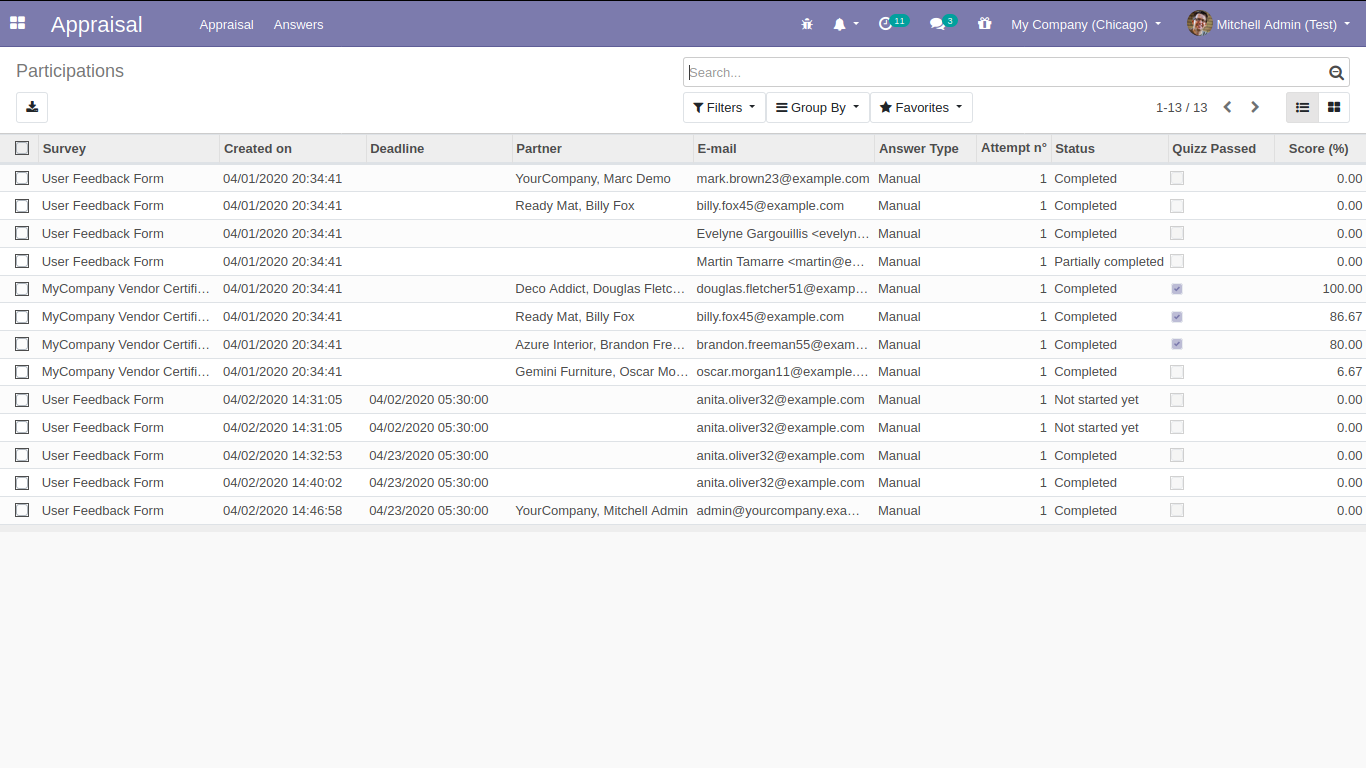 Appraisal Appraisal Answers 11 3 My Company (Chicago) Mitchell Admin (Test)
Participations Search...
Filters Group By Favorites 1-13 / 13
Survey Created on Deadline Partner E-mail Answer Type Attempt n° Status Quizz Passed Score (%)
User Feedback Form 04/01/2020 20:34:41 YourCompany, Marc Demo mark.brown23@example.com Manual 1 Completed 0.00
User Feedback Form 04/01/2020 20:34:41 Ready Mat, Billy Fox billy.fox45@example.com Manual 1 Completed 0.00
User Feedback Form 04/01/2020 20:34:41 Evelyne Gargouillis <evelyn... Manual 1 Completed 0.00
User Feedback Form 04/01/2020 20:34:41 Martin Tamarre <martin@e... Manual 1 Partially completed 0.00
MyCompany Vendor Certifi... 04/01/2020 20:34:41 Deco Addict, Douglas Fletc... douglas.fletcher51@examp... Manual 1 Completed 100.00
MyCompany Vendor Certifi... 04/01/2020 20:34:41 Ready Mat, Billy Fox billy.fox45@example.com Manual 1 Completed 86.67
MyCompany Vendor Certifi... 04/01/2020 20:34:41 Azure Interior, Brandon Fre... brandon.freeman55@exam... Manual 1 Completed 80.00
MyCompany Vendor Certifi... 04/01/2020 20:34:41 Gemini Furniture, Oscar Mo... oscar.morgan11@example.... Manual 1 Completed 6.67
User Feedback Form 04/02/2020 14:31:05 04/02/2020 05:30:00 anita.oliver32@example.com Manual 1 Not started yet 0.00
User Feedback Form 04/02/2020 14:31:05 04/02/2020 05:30:00 anita.oliver32@example.com Manual 1 Not started yet 0.00
User Feedback Form 04/02/2020 14:32:53 04/23/2020 05:30:00 anita.oliver32@example.com Manual 1 Completed 0.00
User Feedback Form 04/02/2020 14:40:02 04/23/2020 05:30:00 anita.oliver32@example.com Manual 1 Completed 0.00
User Feedback Form 04/02/2020 14:46:58 04/23/2020 05:30:00 YourCompany, Mitchell Admin admin@yourcompany.exa... Manual 1 Completed 0.00